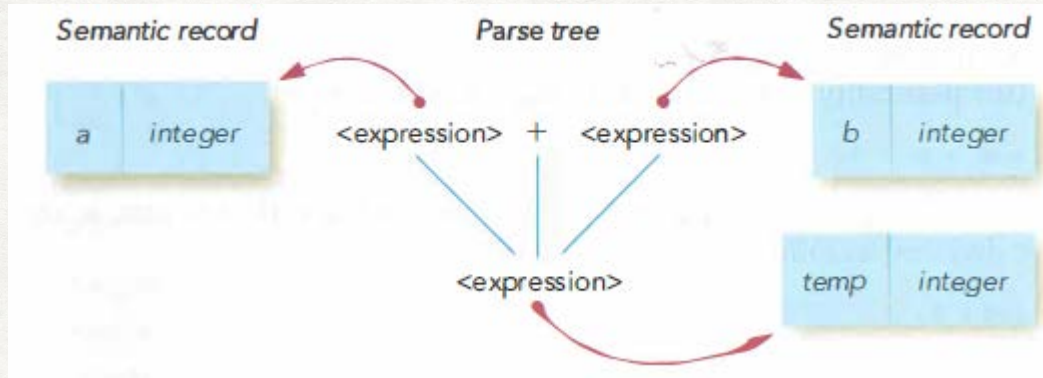 Semantic record Parse tree Semantic record
a integer <expression> + <expression> b integer
<expression> temp integer